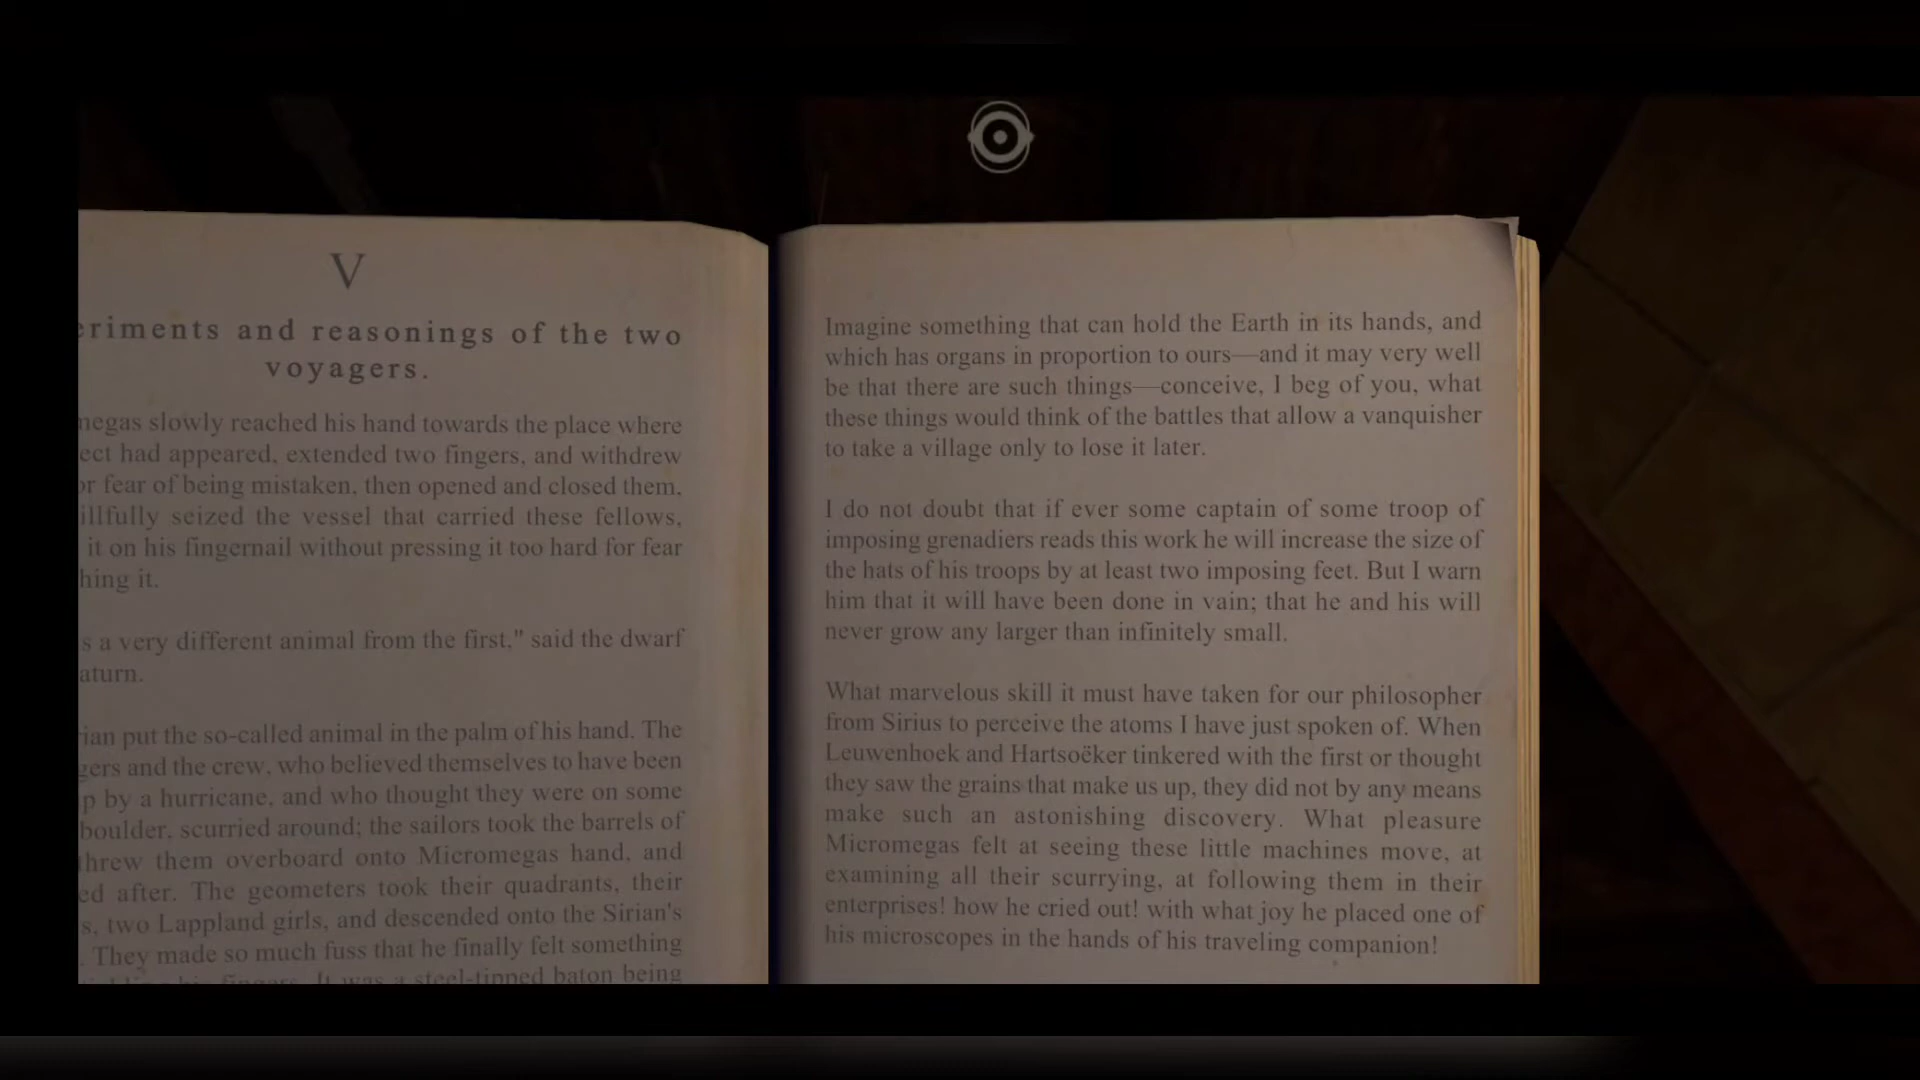 V
and reasonings of the two
voyagers.
slowly reached his hand towards the place where
had appeared, extended two fingers, and withdrew
fear of being mistaken, then opened and closed them,
seized the vessel that carried these fellows,
it on his fingernail without pressing it too hard for fear
it.
a very different animal from the first," said the dwarf
put the so-called animal in the palm of his hand. The
and the crew, who believed themselves to have been
by a hurricane, and who thought they were on some
boulder, scurried around; the sailors took the barrels of
threw them overboard onto Micromegas hand, and
after. The geometers took their quadrants, their
two Lappland girls, and descended onto the Sirian's
They made so much fuss that he finally felt something
fingers. It was a steel-tipped baton being
Imagine something that can hold the Earth in its hands, and
which has organs in proportion to ours—and it may very well
be that there are such things—conceive, I beg of you, what
these things would think of the battles that allow a vanquisher
to take a village only to lose it later.
I do not doubt that if ever some captain of some troop of
imposing grenadiers reads this work he will increase the size of
the hats of his troops by at least two imposing feet. But I warn
him that it will have been done in vain; that he and his will
never grow any larger than infinitely small.
What marvelous skill it must have taken for our philosopher
from Sirius to perceive the atoms I have just spoken of. When
Leuwenhoek and Hartsoëker tinkered with the first or thought
they saw the grains that make us up, they did not by any means
make such an astonishing discovery. What pleasure
Micromegas felt at seeing these little machines move, at
examining all their scurrying, at following them in their
enterprises! how he cried out! with what joy he placed one of
his microscopes in the hands of his traveling companion!